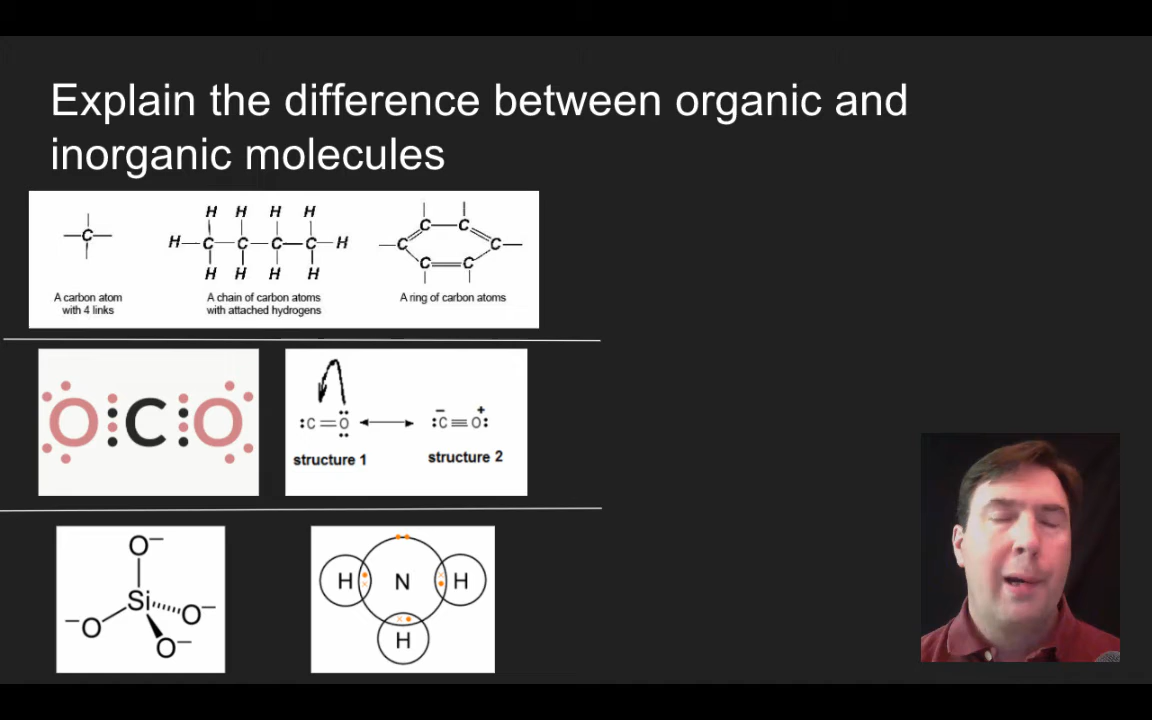 Explain the difference between organic and
inorganic molecules
H H H H
C H C C C C H C C C C
H H H H C C
A carbon atom
with 4 links
A chain of carbon atoms
with attached hydrogens
A ring of carbon atoms
O C O
:C=O ⟷ :C≡O:
− +
structure 1
structure 2
O−
Si
−O O−
O−
H N H
H